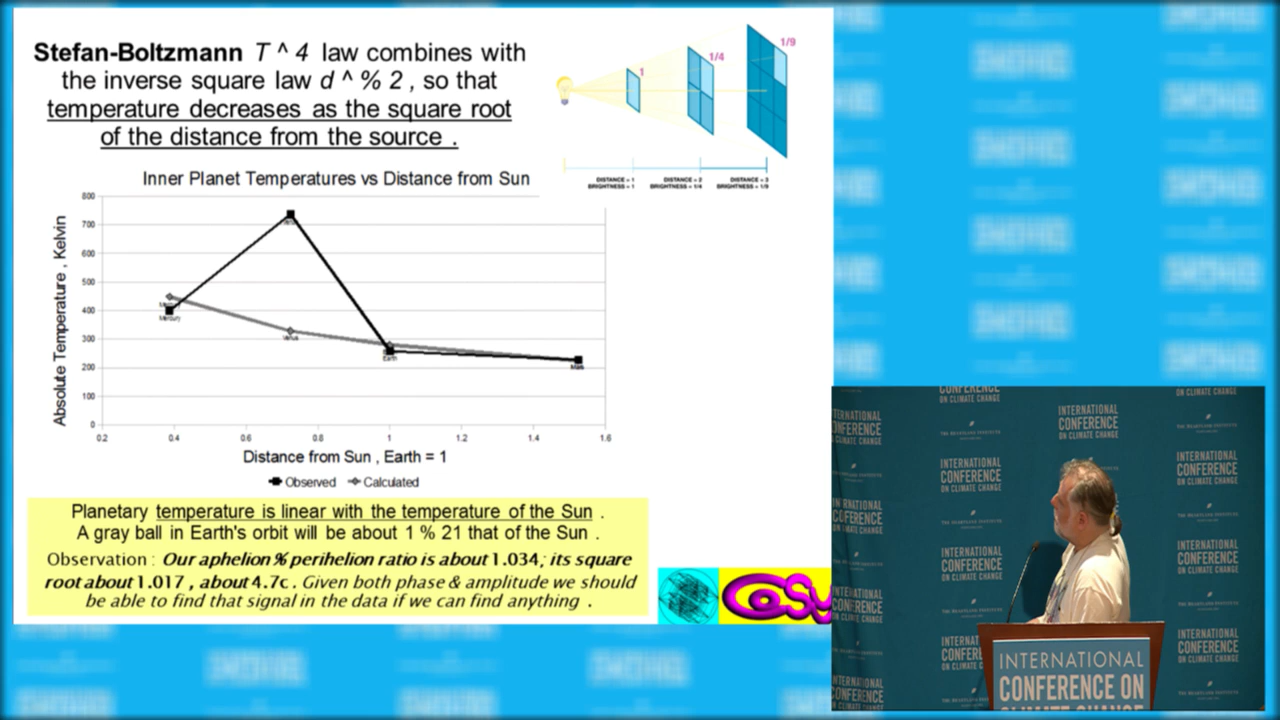 Stefan-Boltzmann T ^ 4 law combines with
the inverse square law d ^ % 2 , so that
temperature decreases as the square root
of the distance from the source .
1
1/4
1/9
DISTANCE = 1
BRIGHTNESS = 1
DISTANCE = 2
BRIGHTNESS = 1/4
DISTANCE = 3
BRIGHTNESS = 1/9
Inner Planet Temperatures vs Distance from Sun
Absolute Temperature , Kelvin
800
700
600
500
400
300
200
100
0
Mercury
Venus
Earth
Mars
0.2
0.4
0.6
0.8
1
1.2
1.4
1.6
Distance from Sun , Earth = 1
Observed
Calculated
Planetary temperature is linear with the temperature of the Sun .
A gray ball in Earth's orbit will be about 1 % 21 that of the Sun .
Observation : Our aphelion % perihelion ratio is about 1.034; its square
root about 1.017 , about 4.7c . Given both phase & amplitude we should
be able to find that signal in the data if we can find anything .
CoSy
INTERNATIONAL
CONFERENCE
ON CLIMATE CHANGE
THE HEARTLAND INSTITUTE
INTERNATIONAL
CONFERENCE ON
CLIMATE CHANGE